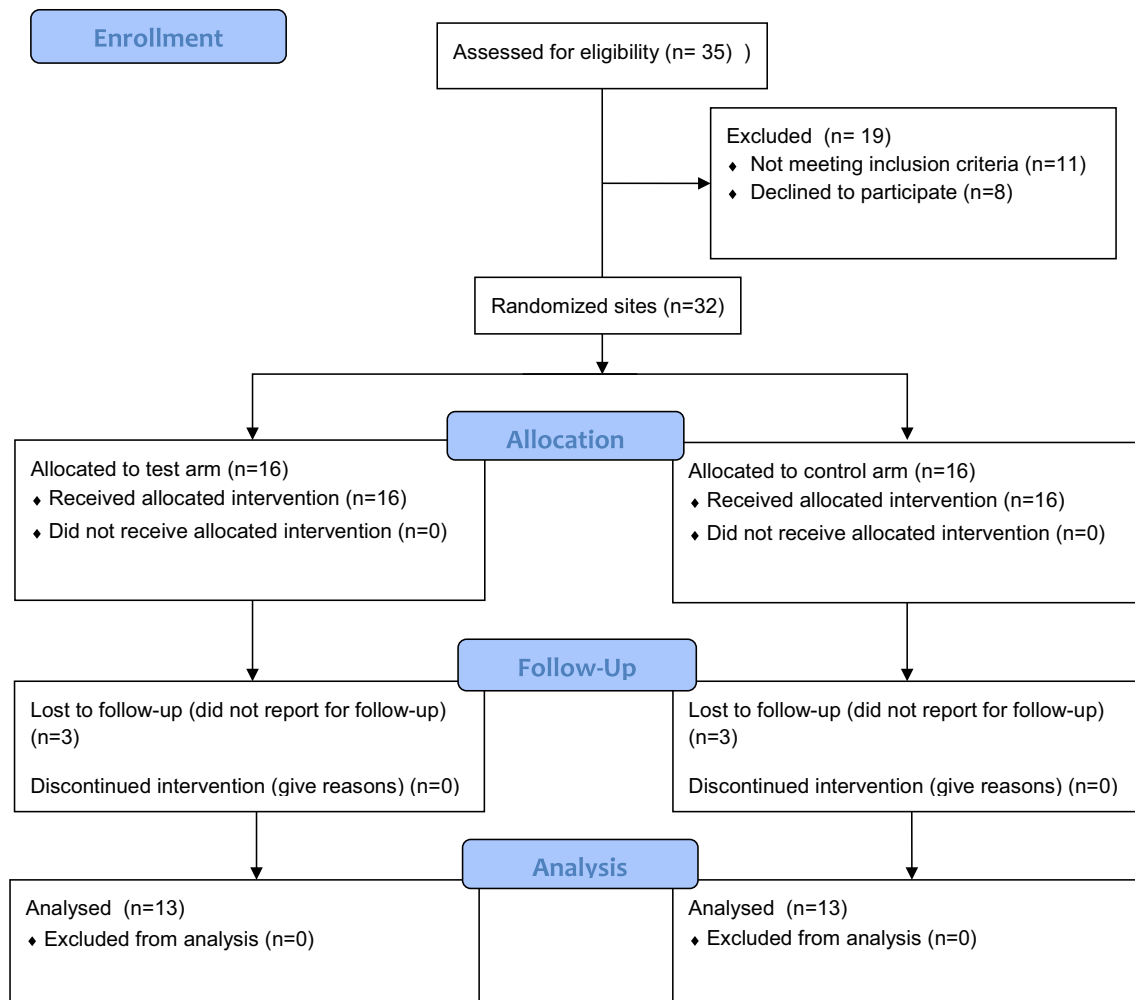 Enrollment
Assessed for eligibility (n= 35) )
Excluded (n= 19)
♦ Not meeting inclusion criteria (n=11)
♦ Declined to participate (n=8)
Randomized sites (n=32)
Allocation
Allocated to test arm (n=16)
♦ Received allocated intervention (n=16)
♦ Did not receive allocated intervention (n=0)
Allocated to control arm (n=16)
♦ Received allocated intervention (n=16)
♦ Did not receive allocated intervention (n=0)
Follow-Up
Lost to follow-up (did not report for follow-up)
(n=3)
Discontinued intervention (give reasons) (n=0)
Lost to follow-up (did not report for follow-up)
(n=3)
Discontinued intervention (give reasons) (n=0)
Analysis
Analysed (n=13)
♦ Excluded from analysis (n=0)
Analysed (n=13)
♦ Excluded from analysis (n=0)